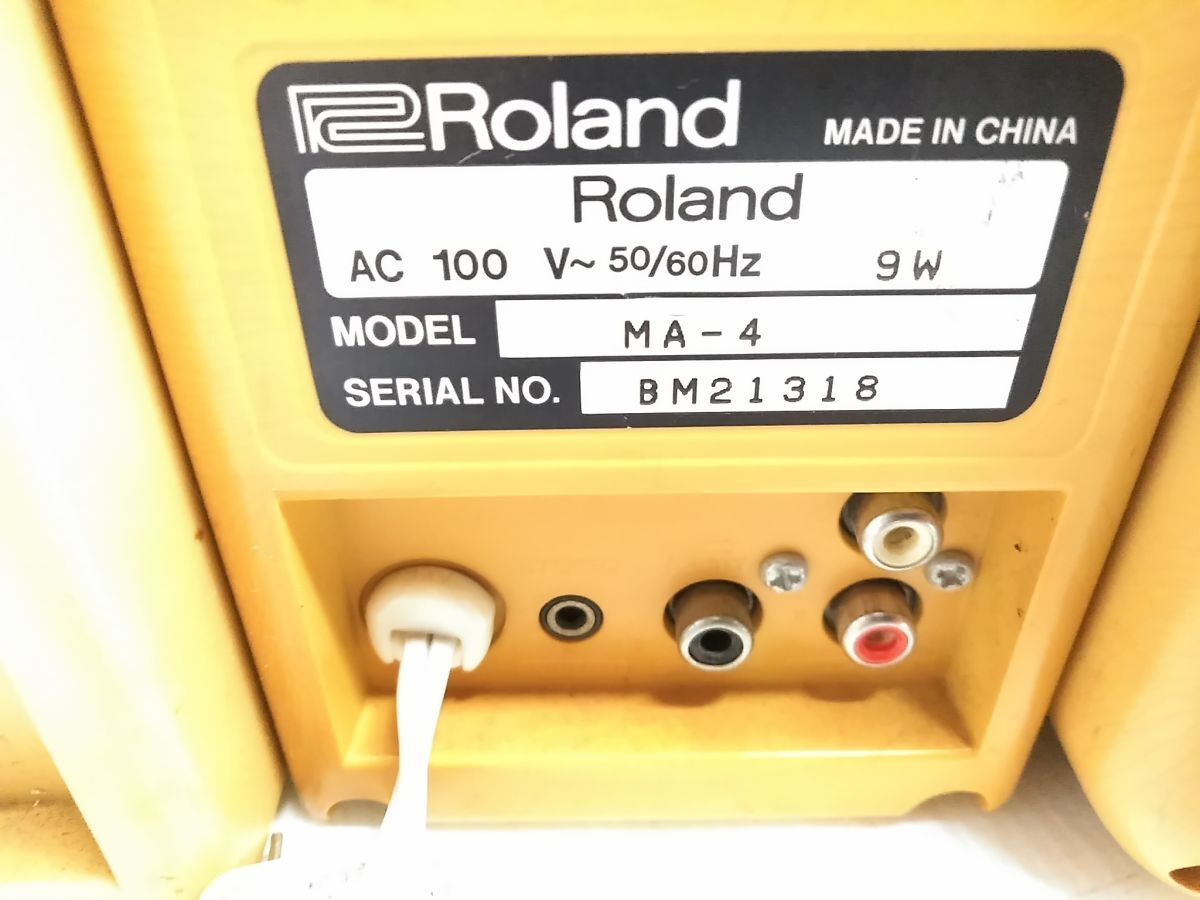 Roland
MADE IN CHINA
Roland
AC 100 V~ 50/60Hz 9W
MODEL MA-4
SERIAL NO. BM21318